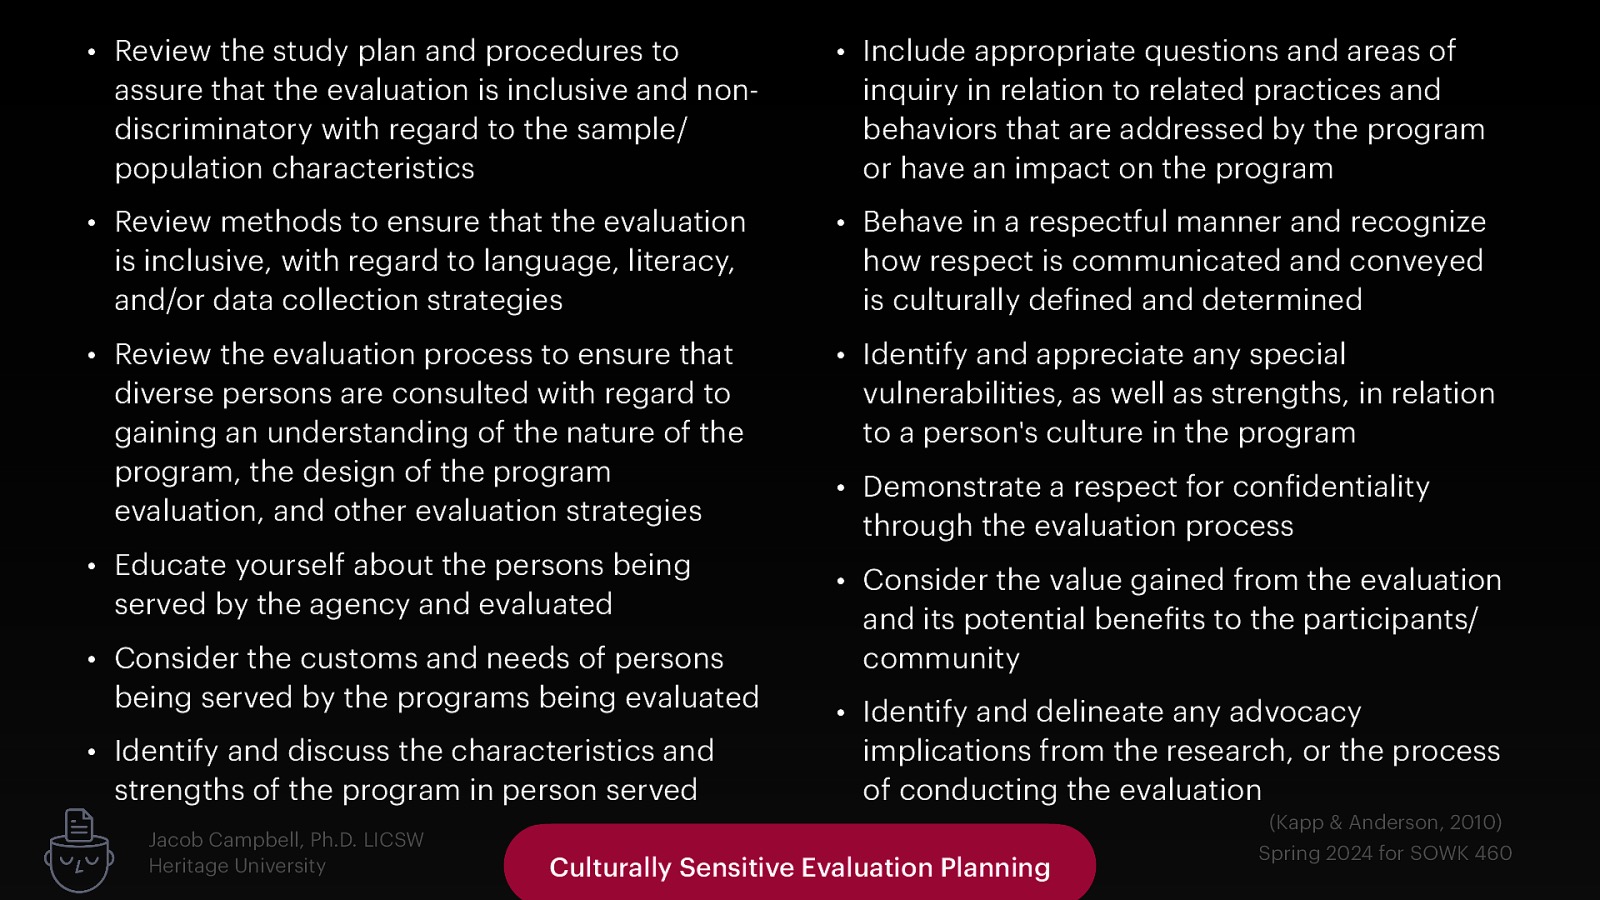 • Review the study plan and procedures to
assure that the evaluation is inclusive and non-
discriminatory with regard to the sample/
population characteristics
• Review methods to ensure that the evaluation
is inclusive, with regard to language, literacy,
and/or data collection strategies
• Review the evaluation process to ensure that
diverse persons are consulted with regard to
gaining an understanding of the nature of the
program, the design of the program
evaluation, and other evaluation strategies
• Educate yourself about the persons being
served by the agency and evaluated
• Consider the customs and needs of persons
being served by the programs being evaluated
• Identify and discuss the characteristics and
strengths of the program in person served
• Include appropriate questions and areas of
inquiry in relation to related practices and
behaviors that are addressed by the program
or have an impact on the program
• Behave in a respectful manner and recognize
how respect is communicated and conveyed
is culturally defined and determined
• Identify and appreciate any special
vulnerabilities, as well as strengths, in relation
to a person's culture in the program
• Demonstrate a respect for confidentiality
through the evaluation process
• Consider the value gained from the evaluation
and its potential benefits to the participants/
community
• Identify and delineate any advocacy
implications from the research, or the process
of conducting the evaluation
Jacob Campbell, Ph.D. LICSW
Heritage University
Culturally Sensitive Evaluation Planning
(Kapp & Anderson, 2010)
Spring 2024 for SOWK 460